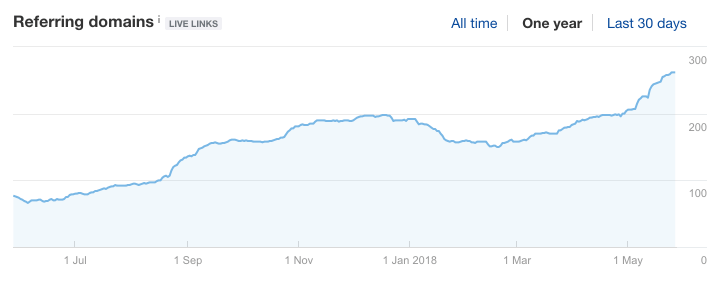 Referring domains i LIVE LINKS All time One year Last 30 days
300
200
100
1 Jul 1 Sep 1 Nov 1 Jan 2018 1 Mar 1 May 0